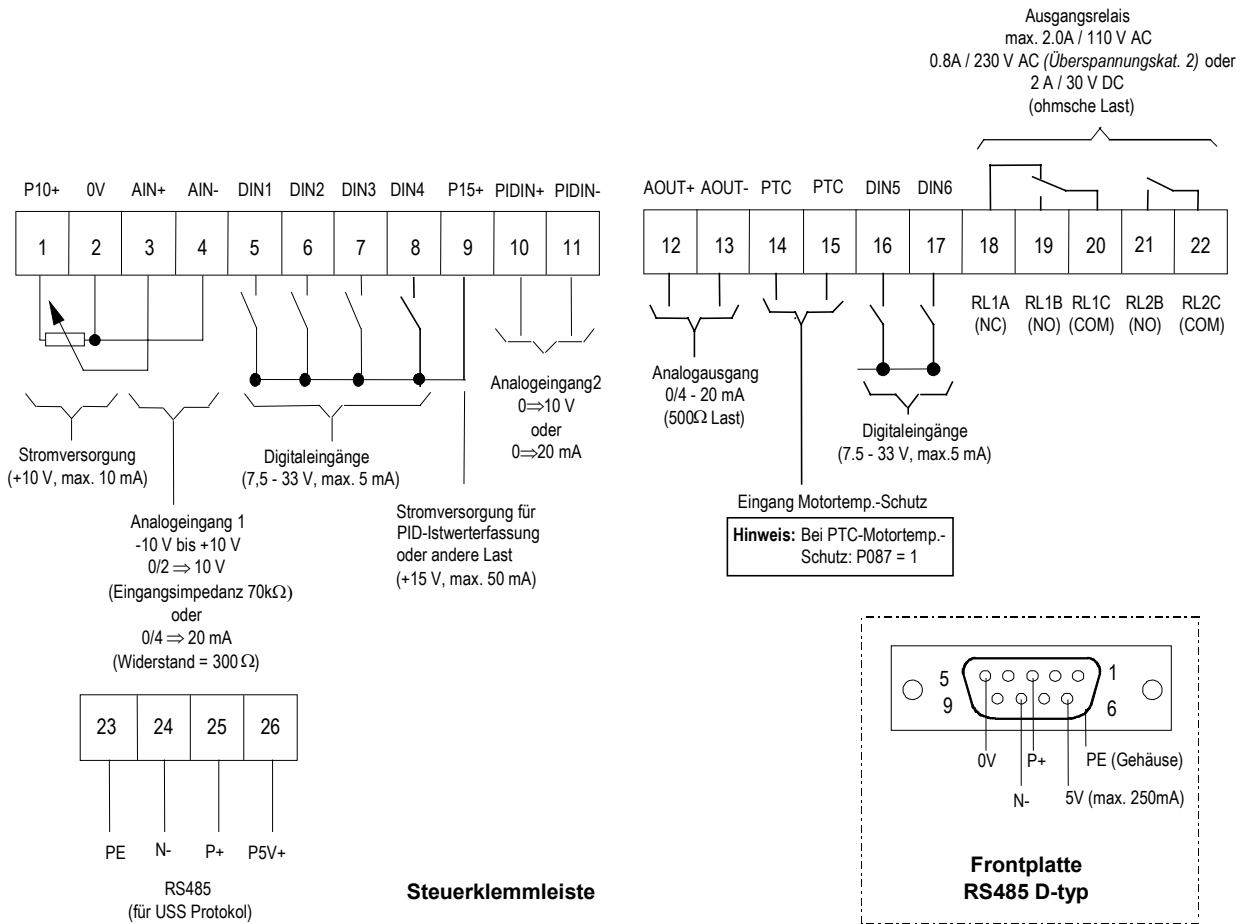 Ausgangsrelais
max. 2.0A / 110 V AC
0.8A / 230 V AC (Überspannungskat. 2) oder
2 A / 30 V DC
(ohmsche Last)
P10+ 0V AIN+ AIN- DIN1 DIN2 DIN3 DIN4 P15+ PIDIN+ PIDIN-
1 2 3 4 5 6 7 8 9 10 11
AOUT+ AOUT- PTC PTC DIN5 DIN6
12 13 14 15 16 17 18 19 20 21 22
RL1A RL1B RL1C RL2B RL2C
(NC) (NO) (COM) (NO) (COM)
Stromversorgung
(+10 V, max. 10 mA)
Analogeingang 1
-10 V bis +10 V
0/2 ⇒ 10 V
(Eingangsimpedanz 70kΩ)
oder
0/4 ⇒ 20 mA
(Widerstand = 300 Ω)
Digitaleingänge
(7,5 - 33 V, max. 5 mA)
Stromversorgung für
PID-Istwerterfassung
oder andere Last
(+15 V, max. 50 mA)
Analogeingang2
0⇒10 V
oder
0⇒20 mA
Analogausgang
0/4 - 20 mA
(500Ω Last)
Digitaleingänge
(7.5 - 33 V, max.5 mA)
Eingang Motortemp.-Schutz
Hinweis: Bei PTC-Motortemp.-
Schutz: P087 = 1
23 24 25 26
PE N- P+ P5V+
RS485
(für USS Protokol)
Steuerklemmleiste
5 1
9 6
0V P+ PE (Gehäuse)
N- 5V (max. 250mA)
Frontplatte
RS485 D-typ